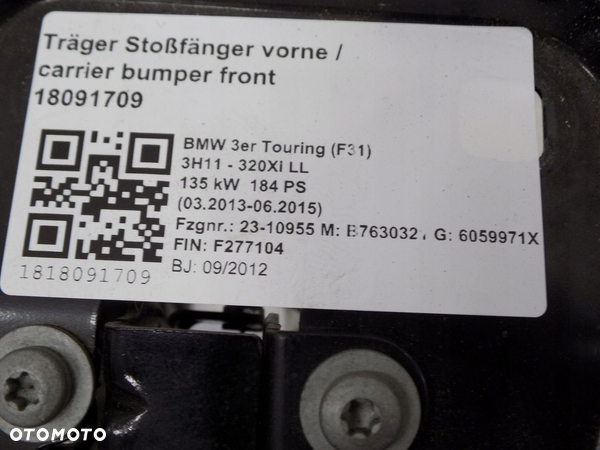 Träger Stoßfänger vorne /
carrier bumper front
18091709
BMW 3er Touring (F31)
3H11 - 320Xi LL
135 kW 184 PS
(03.2013-06.2015)
Fzgnr.: 23-10955 M: B763032 , G: 6059971X
FIN: F277104
BJ: 09/2012
1818091709
OTOMOTO